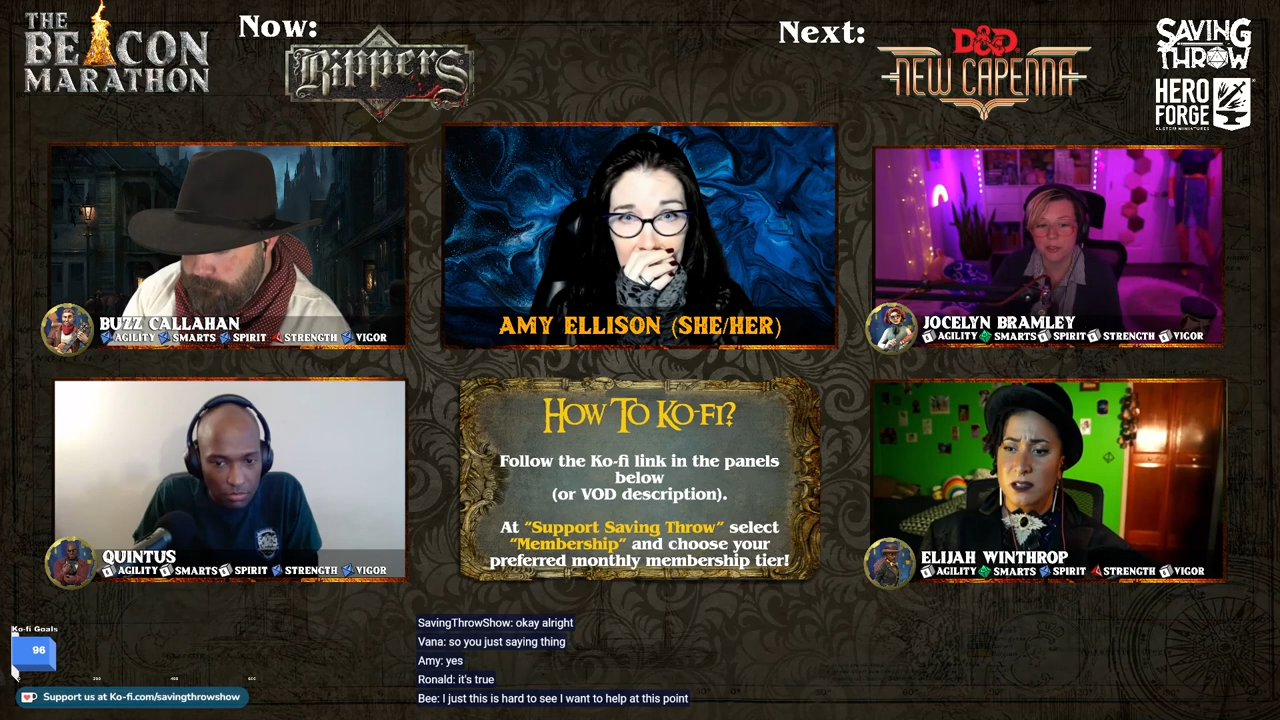 THE
BEACON
MARATHON
Now:
Rippers
Next:
D&D
NEW CAPENNA
SAVING
THROW
HERO
FORGE
CUSTOM MINIATURES
BUZZ CALLAHAN
AGILITY SMARTS SPIRIT STRENGTH VIGOR
AMY ELLISON (SHE/HER)
JOCELYN BRAMLEY
AGILITY SMARTS SPIRIT STRENGTH VIGOR
QUINTUS
AGILITY SMARTS SPIRIT STRENGTH VIGOR
HOW TO KO-FI?
Follow the Ko-fi link in the panels
below
(or VOD description).
At “Support Saving Throw” select
“Membership” and choose your
preferred monthly membership tier!
ELIJAH WINTHROP
AGILITY SMARTS SPIRIT STRENGTH VIGOR
Ko-fi Goals
96
SavingThrowShow: okay alright
Vana: so you just saying thing
Amy: yes
Ronald: it's true
Bee: I just this is hard to see I want to help at this point
Support us at Ko-fi.com/savingthrowshow